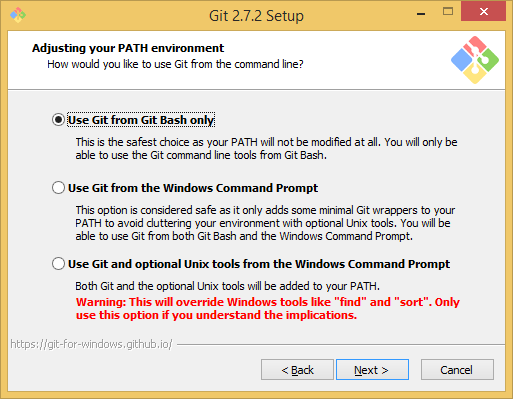 Git 2.7.2 Setup
Adjusting your PATH environment
How would you like to use Git from the command line?
Use Git from Git Bash only
This is the safest choice as your PATH will not be modified at all. You will only
be able to use the Git command line tools from Git Bash.
Use Git from the Windows Command Prompt
This option is considered safe as it only adds some minimal Git wrappers to your
PATH to avoid cluttering your environment with optional Unix tools. You will be
able to use Git from both Git Bash and the Windows Command Prompt.
Use Git and optional Unix tools from the Windows Command Prompt
Both Git and the optional Unix tools will be added to your PATH.
Warning: This will override Windows tools like "find" and "sort". Only
use this option if you understand the implications.
https://git-for-windows.github.io/
< Back
Next >
Cancel